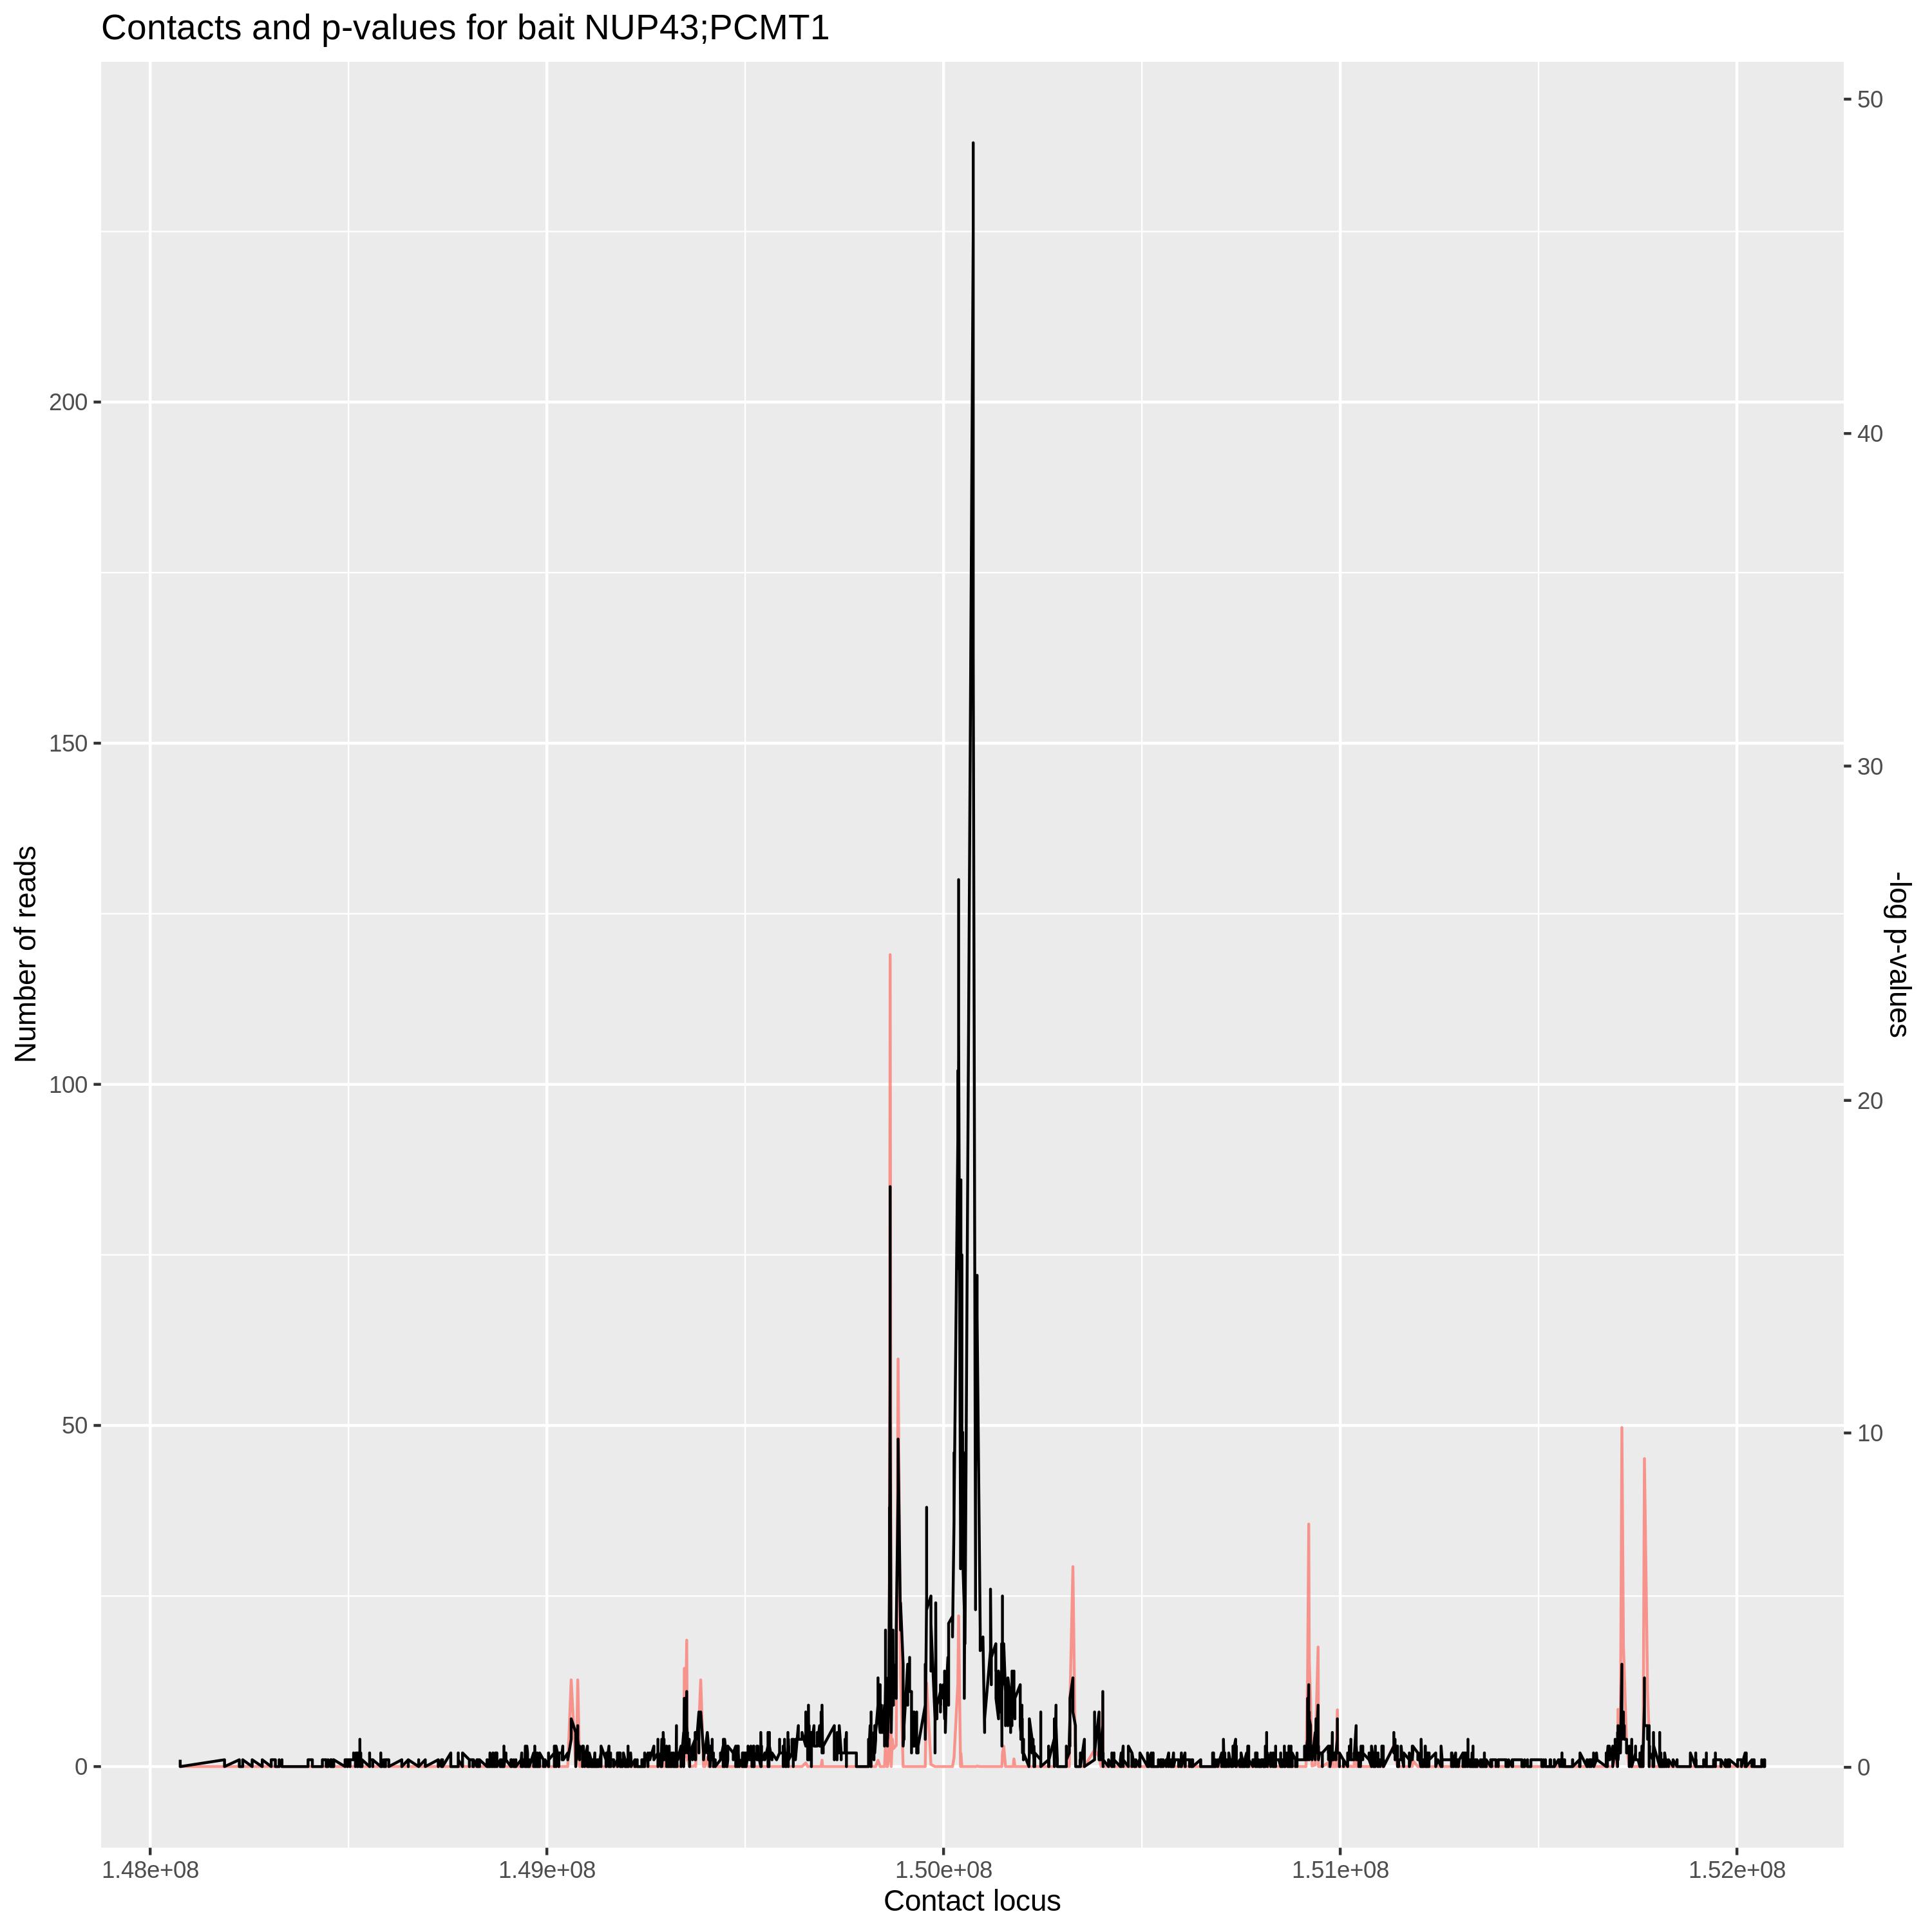 Contacts and p-values for bait NUP43;PCMT1
50
200
40
150
30
Number of reads
-log p-values
100
20
50
10
0
0
1.48e+08
1.49e+08
1.50e+08
1.51e+08
1.52e+08
Contact locus